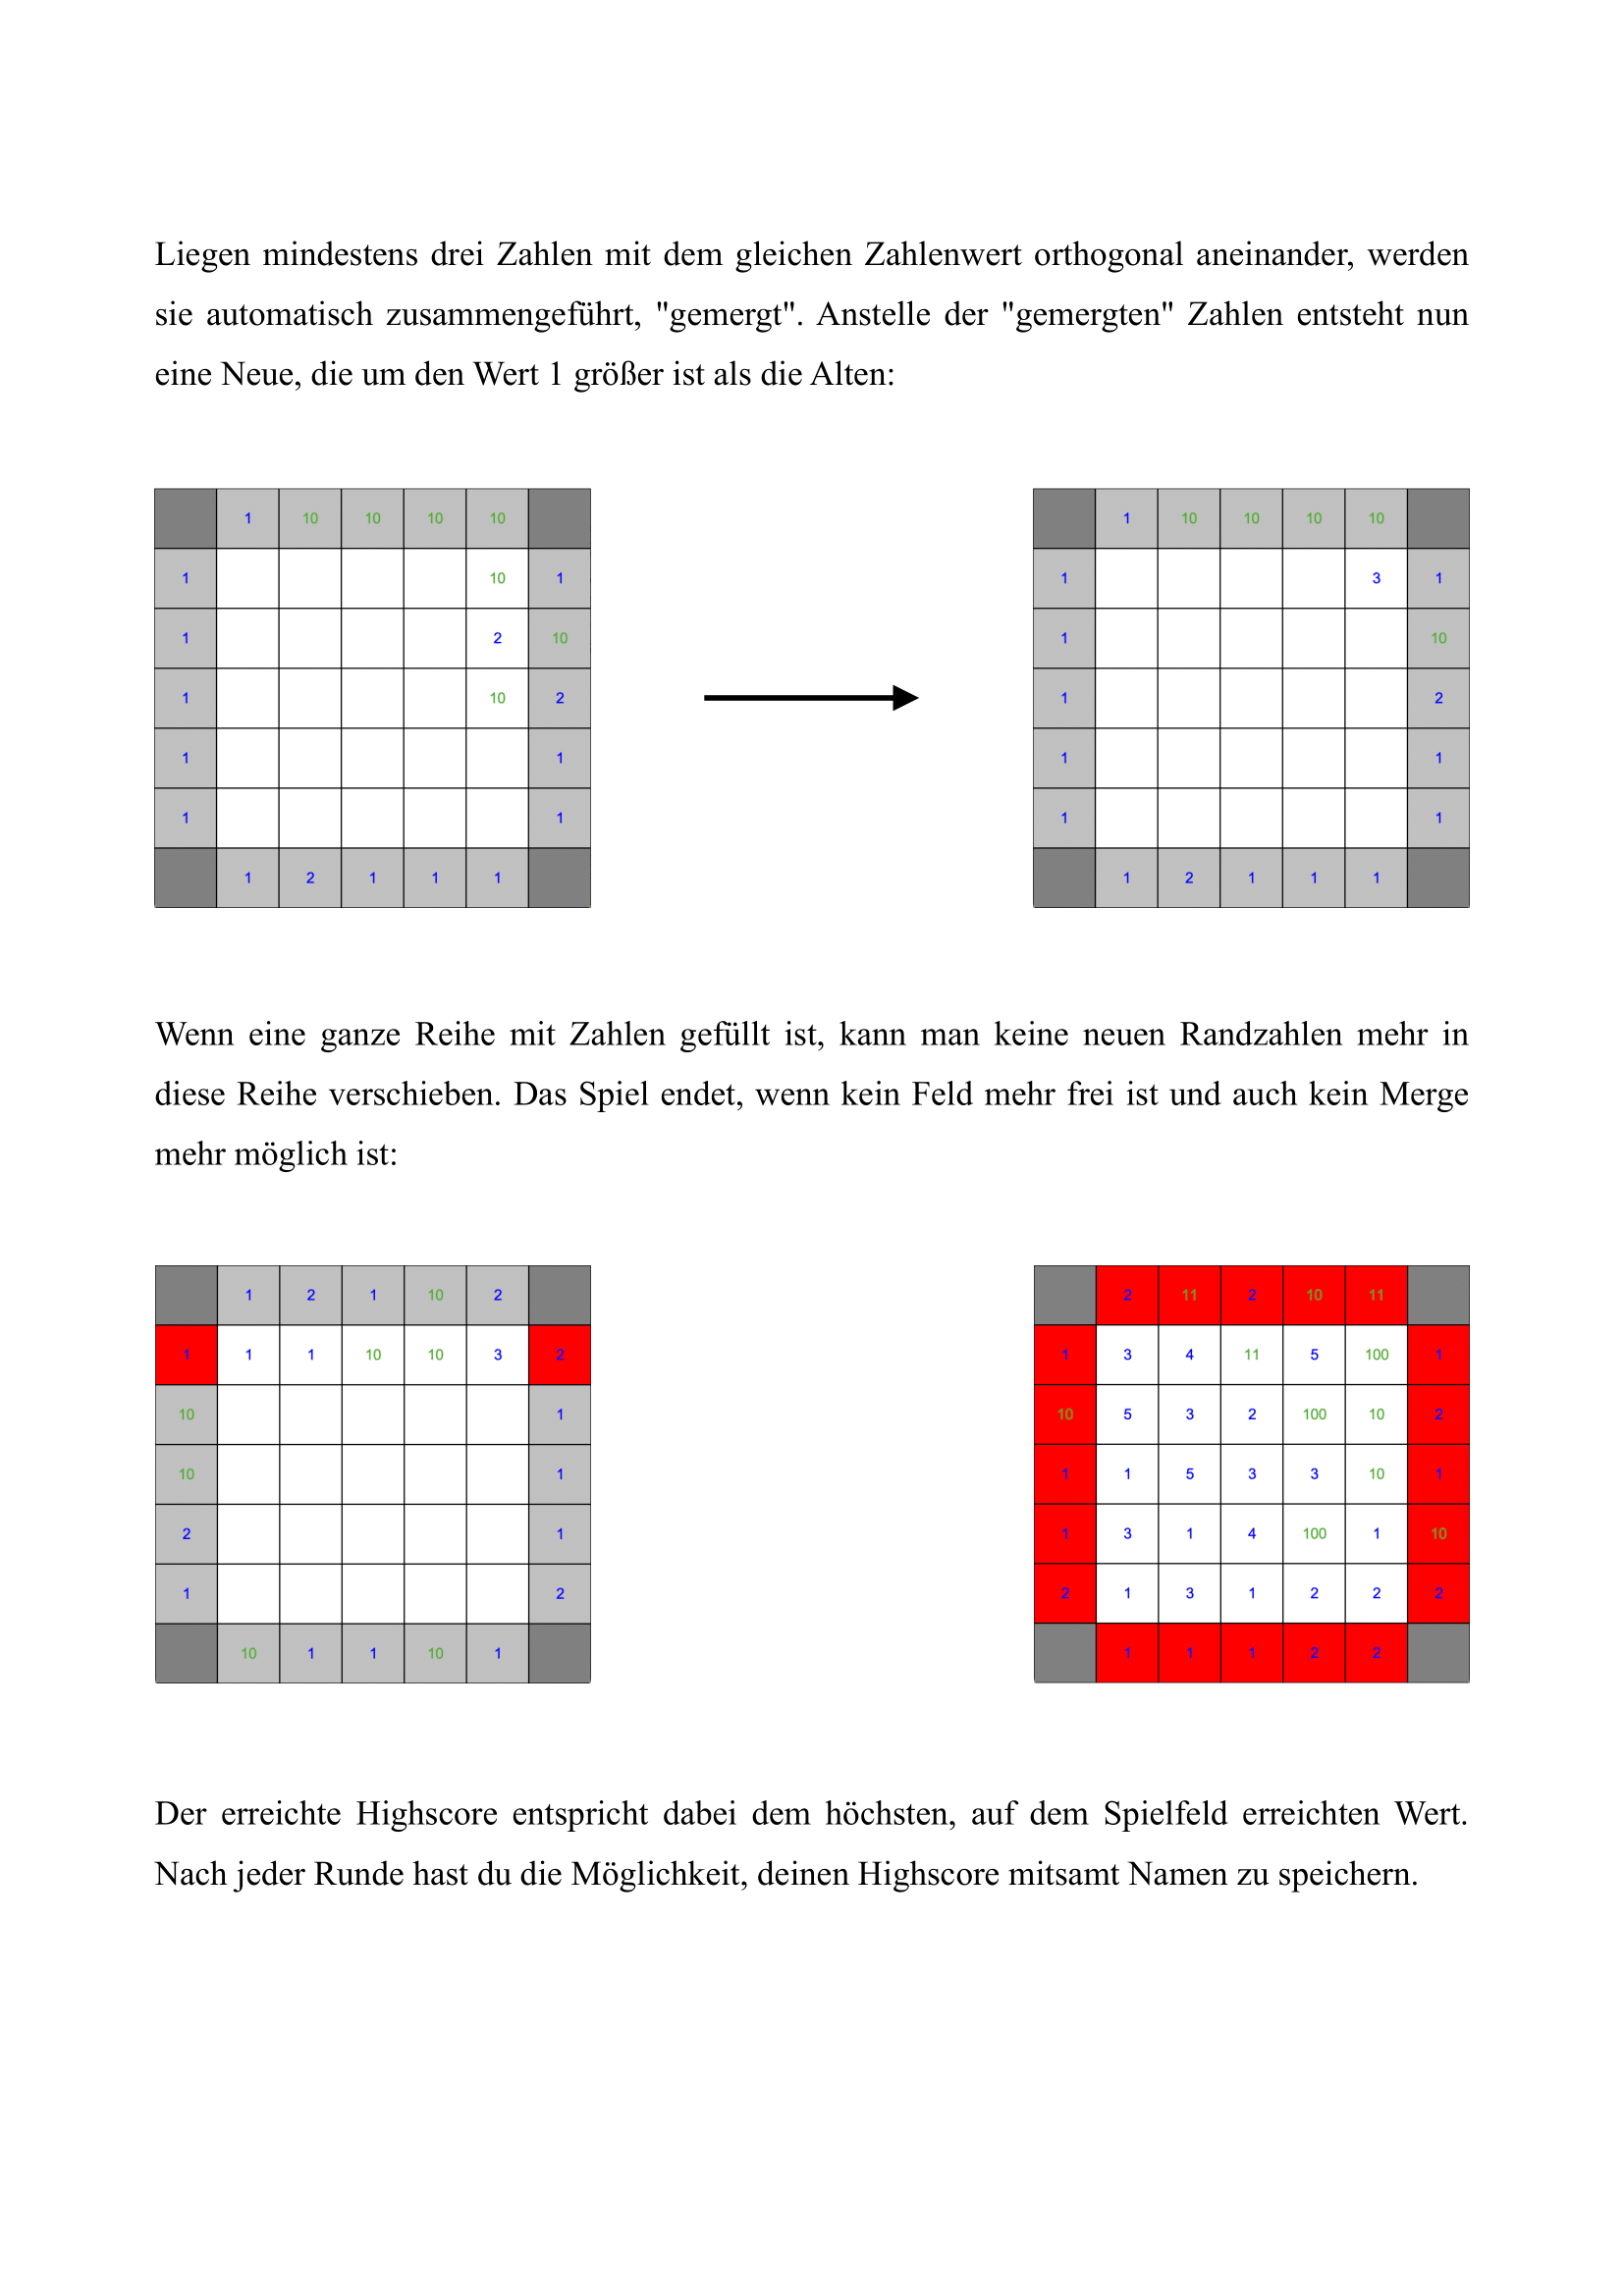 Liegen mindestens drei Zahlen mit dem gleichen Zahlenwert orthogonal aneinander, werden
sie automatisch zusammengeführt, "gemergt". Anstelle der "gemergten" Zahlen entsteht nun
eine Neue, die um den Wert 1 größer ist als die Alten:
1 10 10 10 10
1 10 1
1 2 10
1 10 2
1 1
1 1
1 2 1 1 1
1 10 10 10 10
1 3 1
1 10
1 2
1 1
1 1
1 2 1 1 1
Wenn eine ganze Reihe mit Zahlen gefüllt ist, kann man keine neuen Randzahlen mehr in
diese Reihe verschieben. Das Spiel endet, wenn kein Feld mehr frei ist und auch kein Merge
mehr möglich ist:
1 2 1 10 2
1 1 1 10 10 3 2
10 1
10 1
2 1
1 2
10 1 1 10 1
2 11 2 10 11
1 3 4 11 5 100 1
10 5 3 2 100 10 2
1 1 5 3 3 10 1
1 3 1 4 100 1 10
2 1 3 1 2 2 2
1 1 1 2 2
Der erreichte Highscore entspricht dabei dem höchsten, auf dem Spielfeld erreichten Wert.
Nach jeder Runde hast du die Möglichkeit, deinen Highscore mitsamt Namen zu speichern.